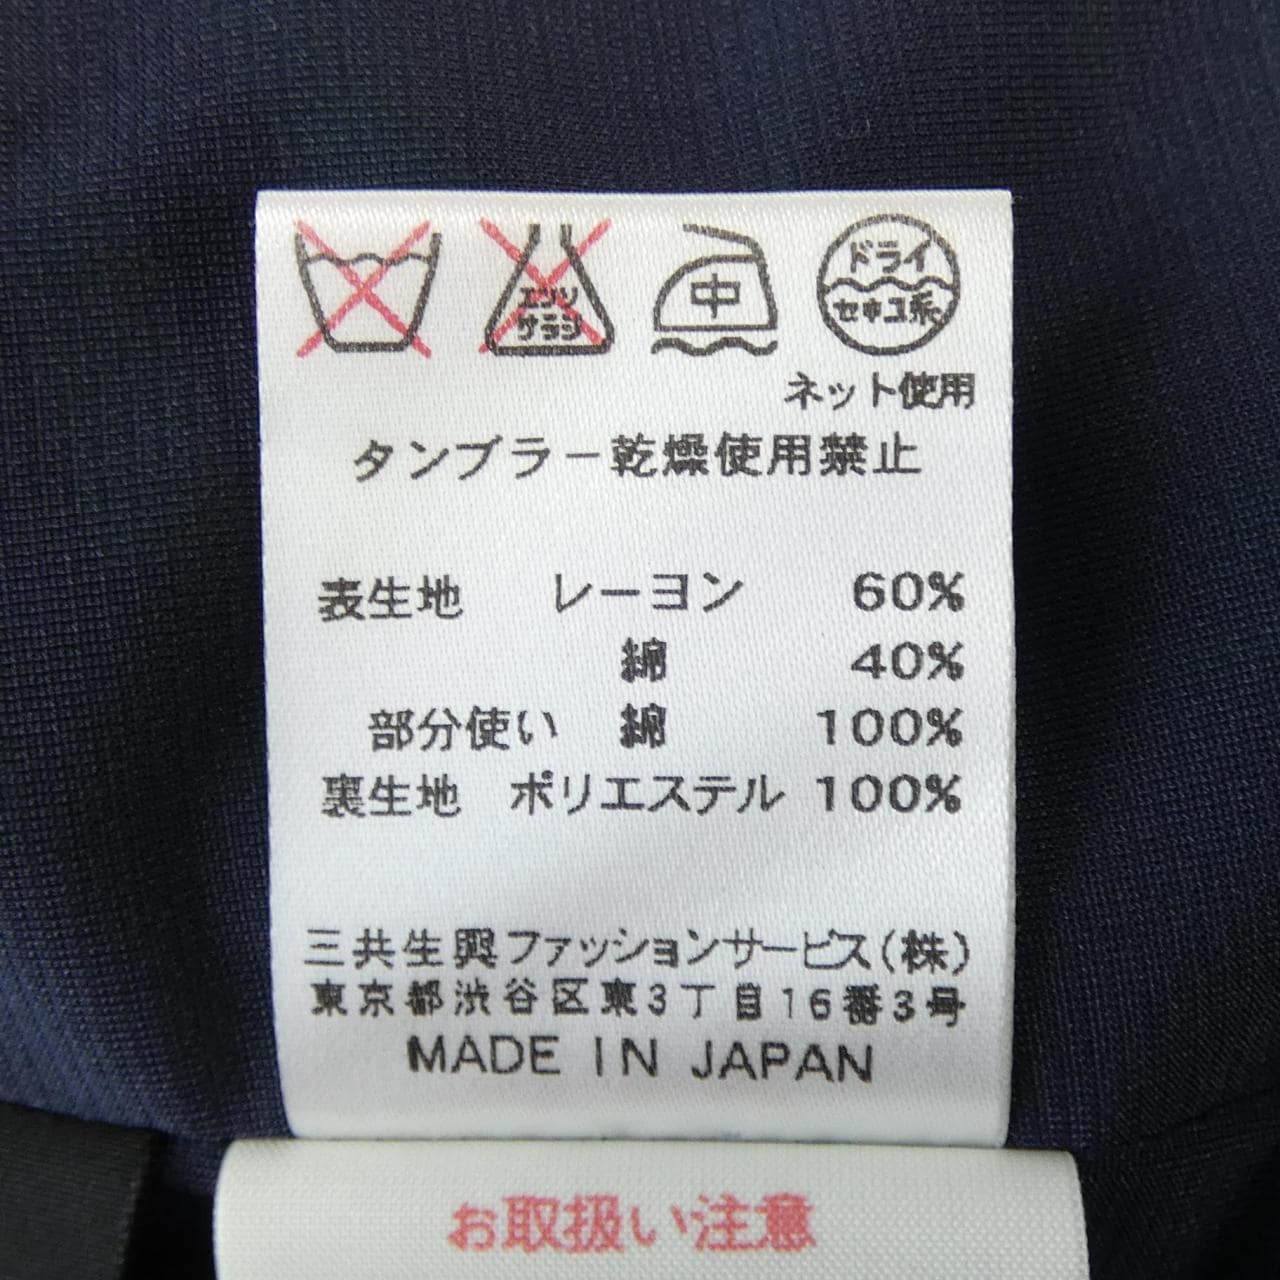 エンソ
サラシ
中
ドライ
セキユ系
ネット使用
タンブラー乾燥使用禁止
表生地 レーヨン 60%
綿 40%
部分使い 綿 100%
裏生地 ポリエステル 100%
三共生興ファッションサービス(株)
東京都渋谷区東3丁目16番3号
MADE IN JAPAN
お取扱い注意